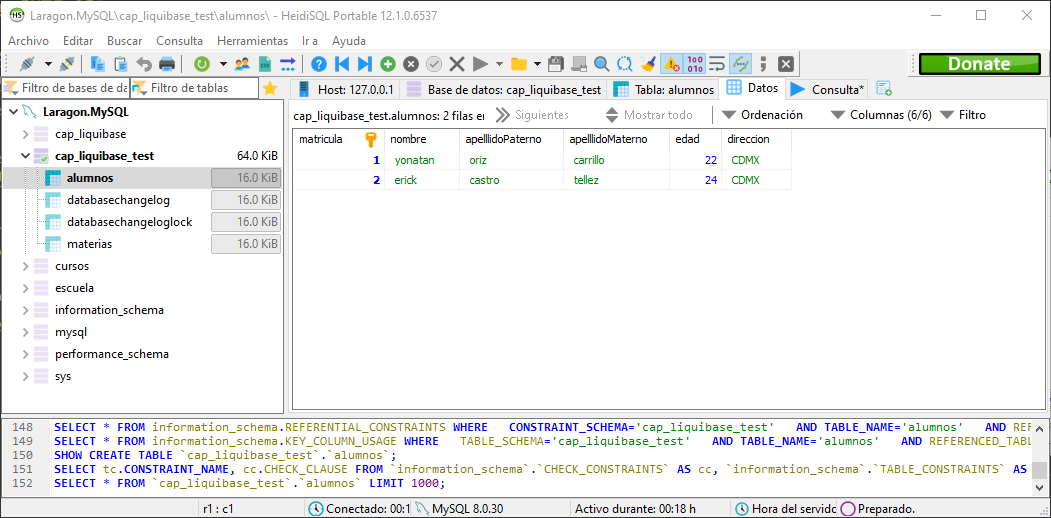 Laragon.MySQL\cap_liquibase_test\alumnos\ - HeidiSQL Portable 12.1.0.6537
Archivo Editar Buscar Consulta Herramientas Ir a Ayuda
Donate
Filtro de bases de da Filtro de tablas
Host: 127.0.0.1 Base de datos: cap_liquibase_test Tabla: alumnos Datos Consulta*
Laragon.MySQL
cap_liquibase
cap_liquibase_test 64.0 KiB
alumnos 16.0 KiB
databasechangelog 16.0 KiB
databasechangeloglock 16.0 KiB
materias 16.0 KiB
cursos
escuela
information_schema
mysql
performance_schema
sys
cap_liquibase_test.alumnos: 2 filas en Siguientes Mostrar todo Ordenación Columnas (6/6) Filtro
matricula nombre apelllidoPaterno apelllidoMaterno edad direccion
1 yonatan oriz carrillo 22 CDMX
2 erick castro tellez 24 CDMX
148 SELECT * FROM information_schema.REFERENTIAL_CONSTRAINTS WHERE CONSTRAINT_SCHEMA='cap_liquibase_test' AND TABLE_NAME='alumnos' AND REF
149 SELECT * FROM information_schema.KEY_COLUMN_USAGE WHERE TABLE_SCHEMA='cap_liquibase_test' AND TABLE_NAME='alumnos' AND REFERENCED_TABL
150 SHOW CREATE TABLE `cap_liquibase_test`.`alumnos`;
151 SELECT tc.CONSTRAINT_NAME, cc.CHECK_CLAUSE FROM `information_schema`.`CHECK_CONSTRAINTS` AS cc, `information_schema`.`TABLE_CONSTRAINTS` AS
152 SELECT * FROM `cap_liquibase_test`.`alumnos` LIMIT 1000;
r1 : c1 Conectado: 00:1 MySQL 8.0.30 Activo durante: 00:18 h Hora del servido Preparado.